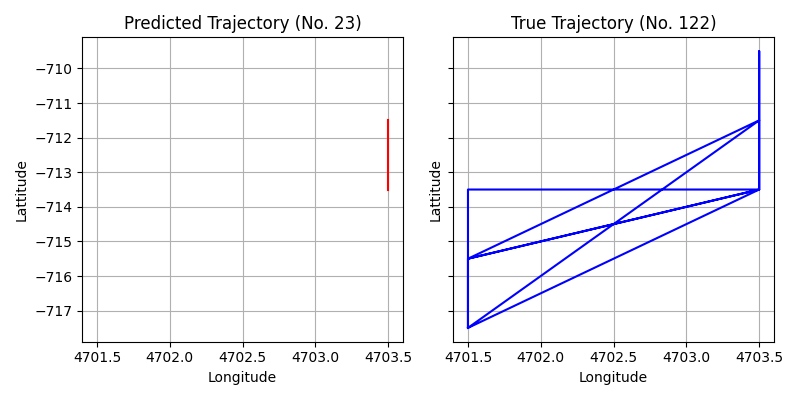 Predicted Trajectory (No. 23)
True Trajectory (No. 122)
−710
−711
−712
−713
−714
−715
−716
−717
Lattitude
Lattitude
4701.5 4702.0 4702.5 4703.0 4703.5
4701.5 4702.0 4702.5 4703.0 4703.5
Longitude
Longitude